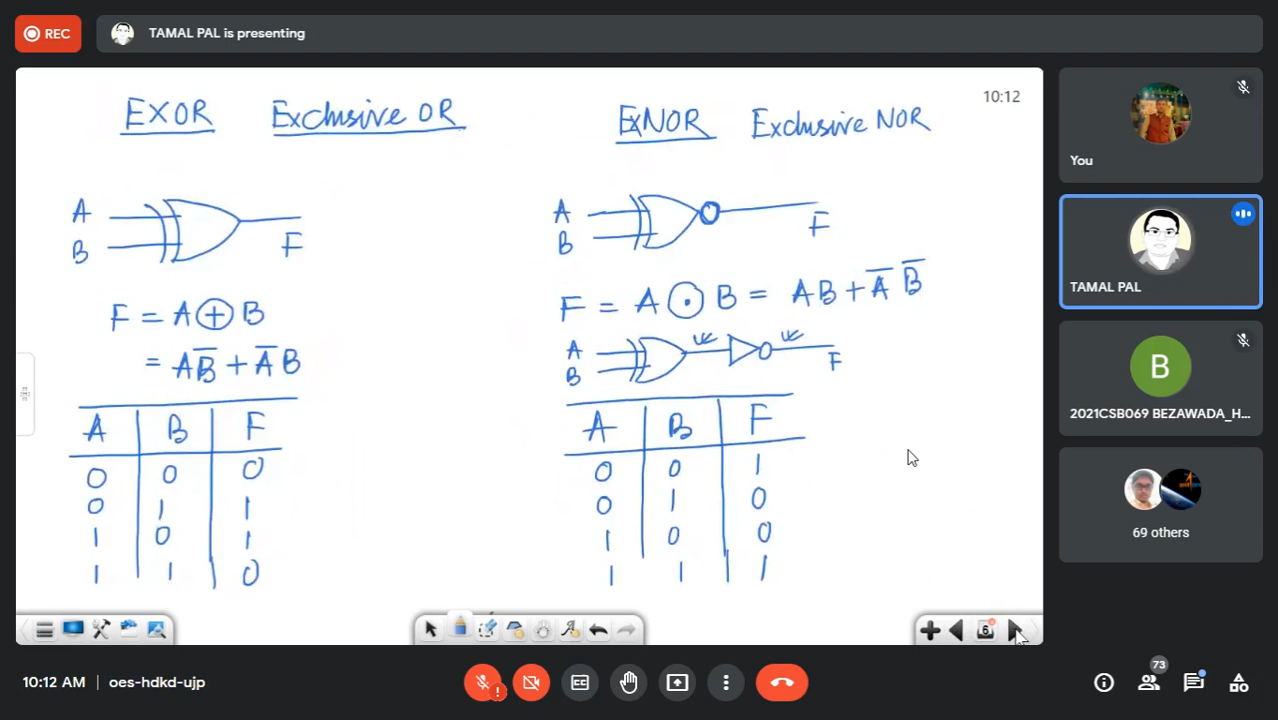 REC
TAMAL PAL is presenting
10:12
EXOR Exclusive OR
ExNOR Exclusive NOR
A
B
F
A
B
F
F = A ⊕ B
= AB̅ + A̅B
F = A ⊙ B = AB + A̅ B̅
A
B
F
A B F
0 0 0
0 1 1
1 0 1
1 1 0
A B F
0 0 1
0 1 0
1 0 0
1 1 1
6
You
TAMAL PAL
B
2021CSB069 BEZAWADA_H...
69 others
10:12 AM | oes-hdkd-ujp
73